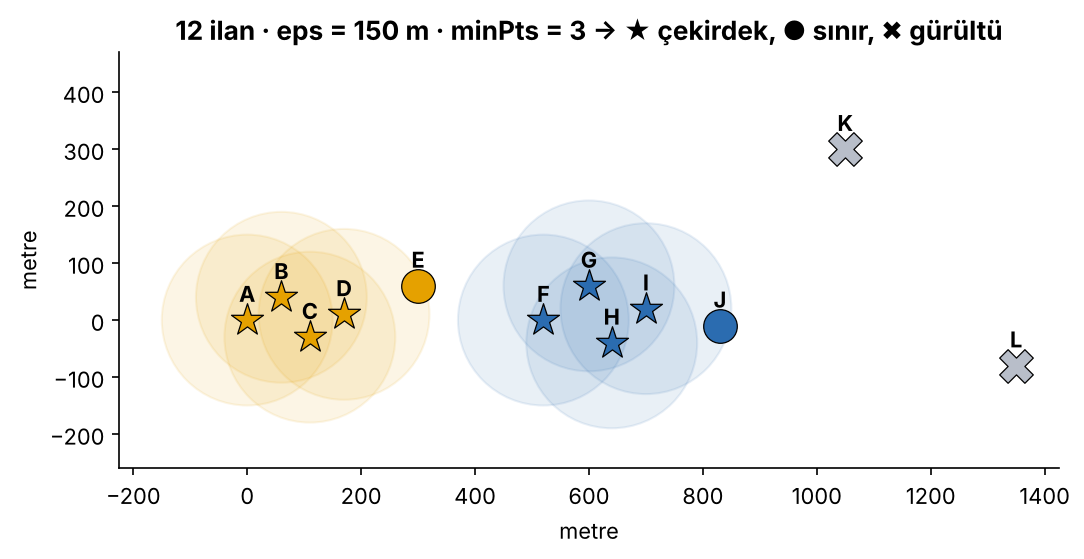 12 ilan · eps = 150 m · minPts = 3 → ★ çekirdek, ● sınır, ✖ gürültü
metre
400
300
200
100
0
−100
−200
A
B
C
D
E
F
G
H
I
J
K
L
−200
0
200
400
600
800
1000
1200
1400
metre